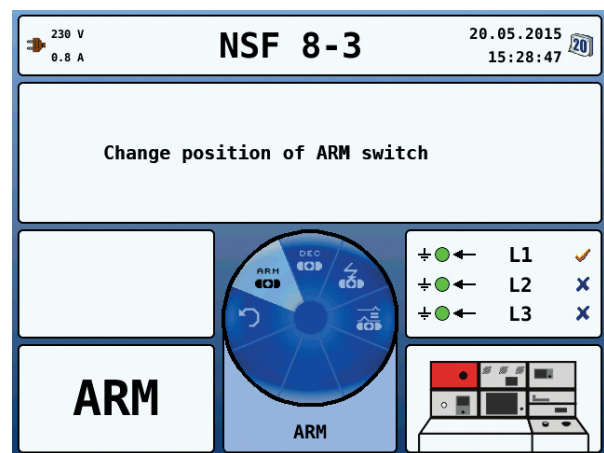 230 V
0.8 A
NSF 8-3
20.05.2015
15:28:47
20
Change position of ARM switch
DEC
ARM
L1
L2
L3
ARM
ARM